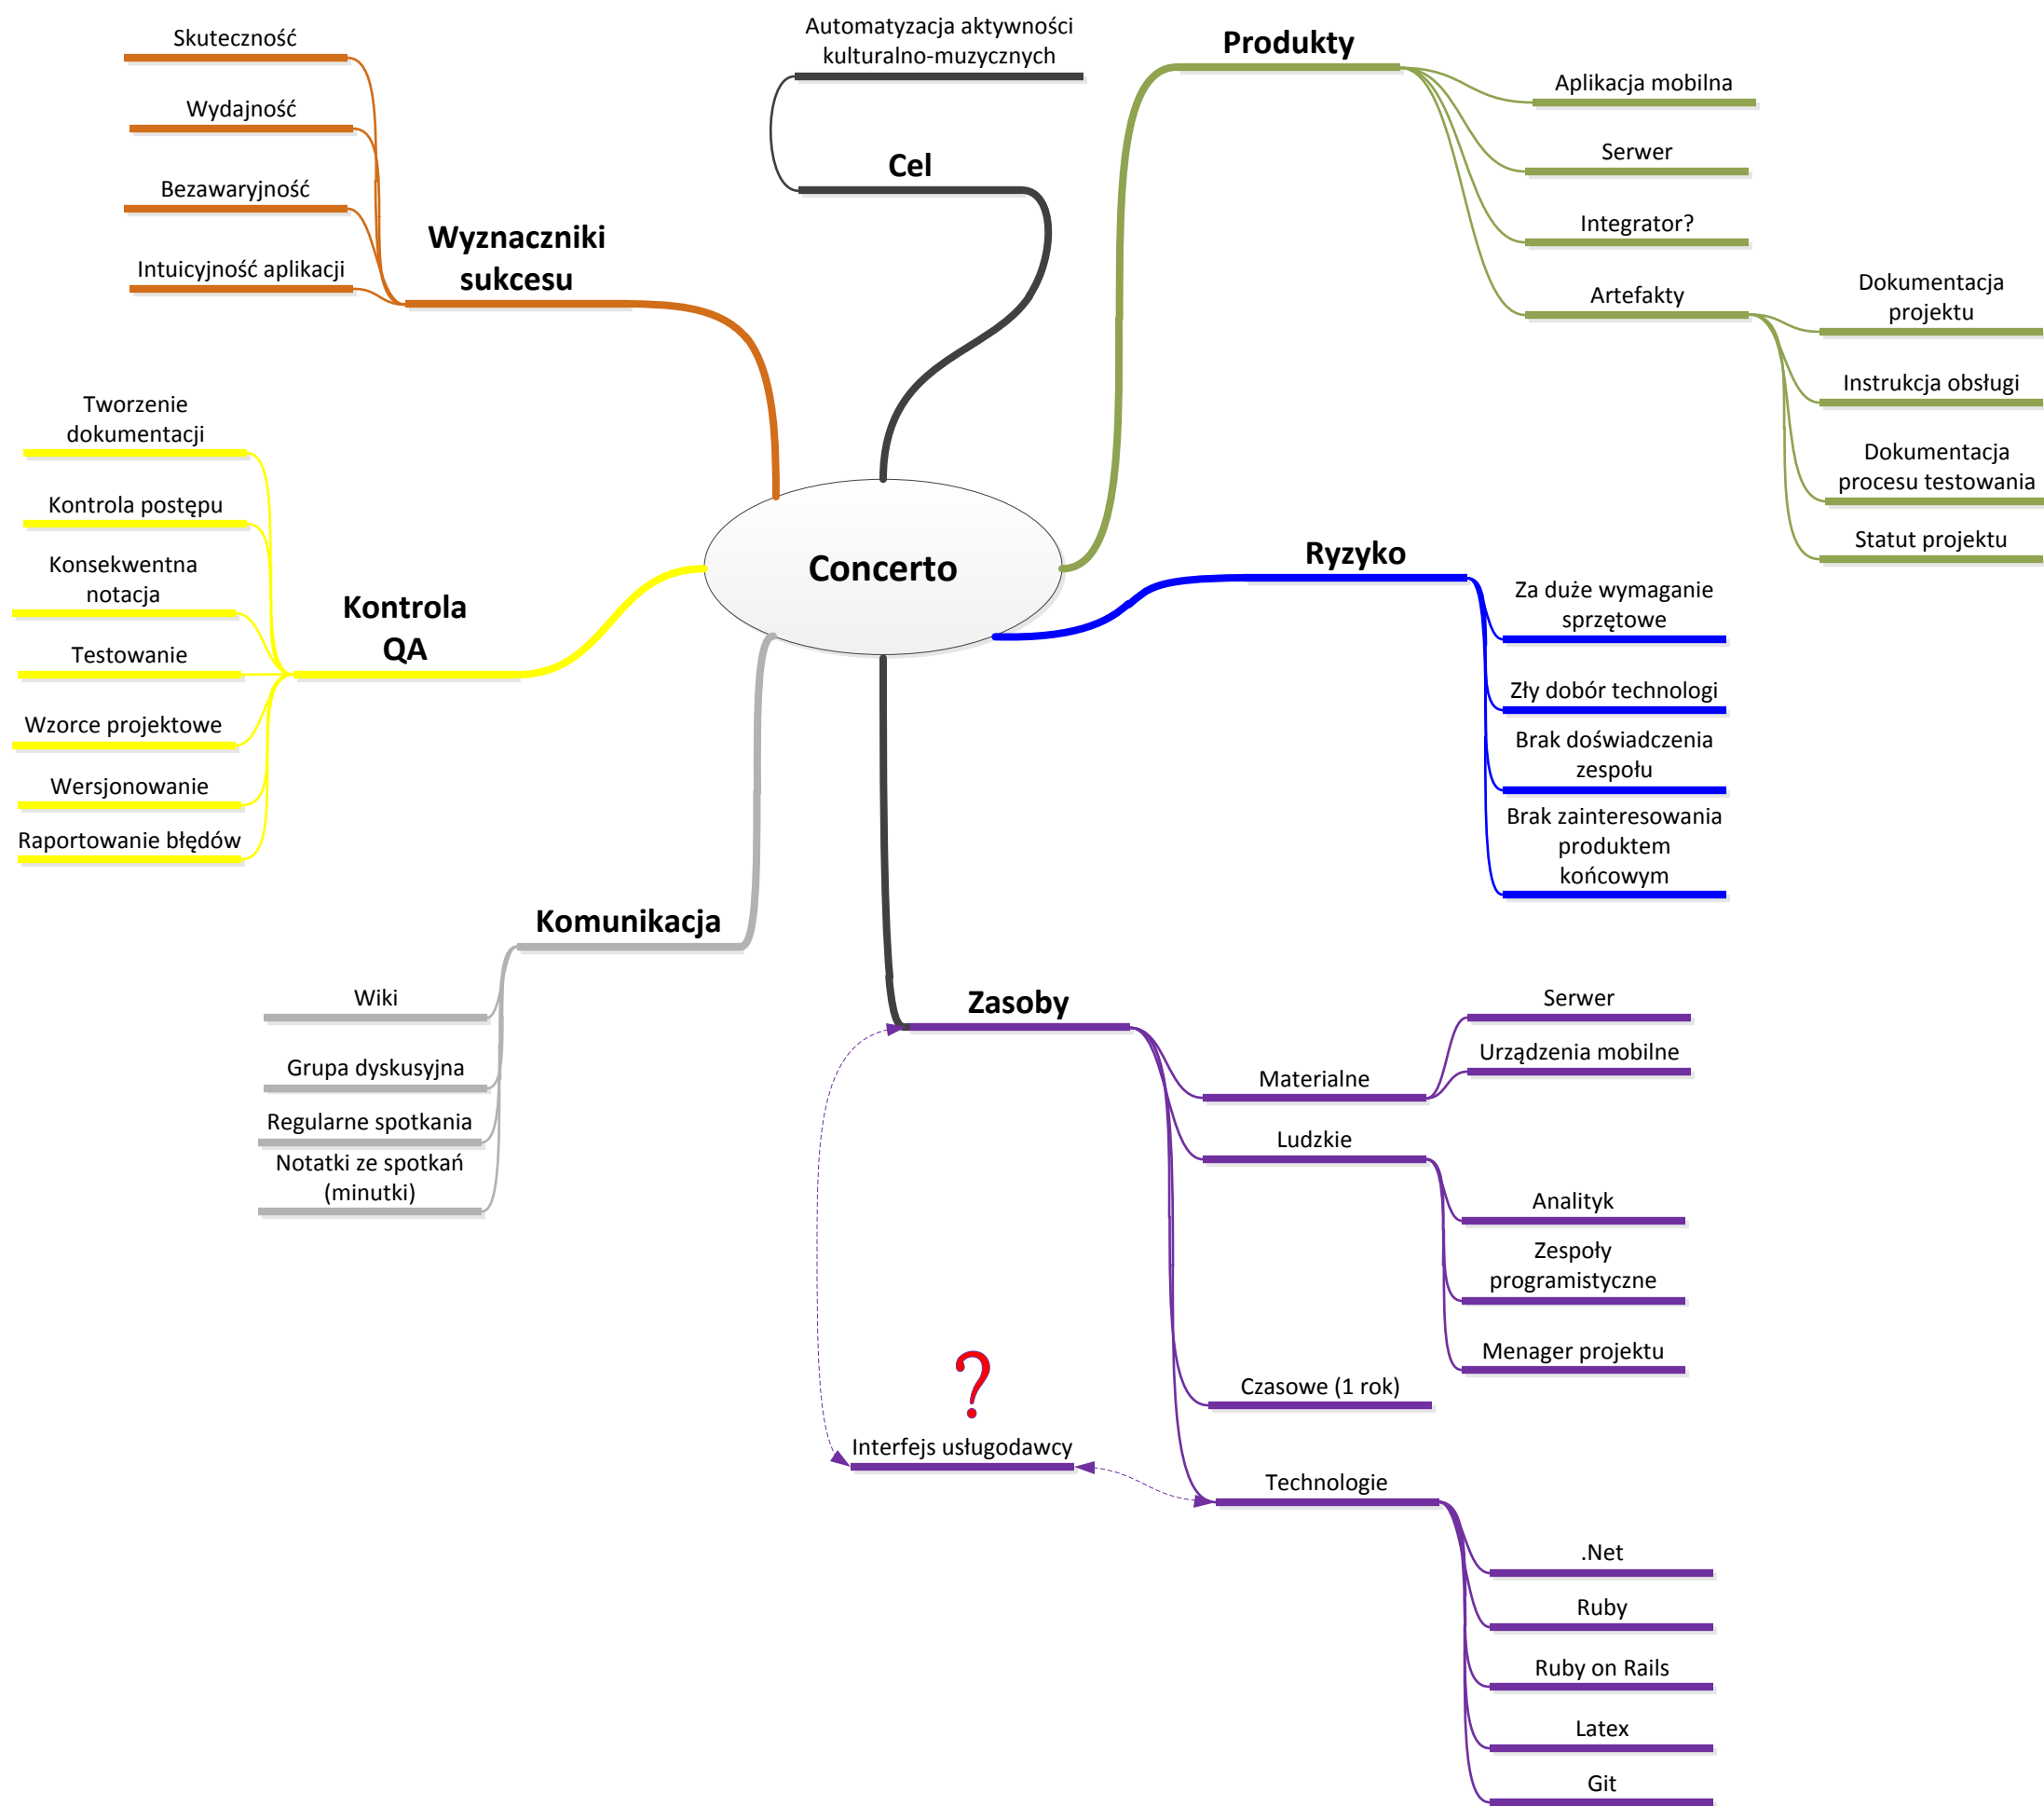 Automatyzacja aktywności
kulturalno-muzycznych
Cel
Produkty
Aplikacja mobilna
Serwer
Integrator?
Artefakty
Dokumentacja
projektu
Instrukcja obsługi
Dokumentacja
procesu testowania
Statut projektu
Skuteczność
Wydajność
Bezawaryjność
Intuicyjność aplikacji
Wyznaczniki
sukcesu
Concerto
Tworzenie
dokumentacji
Kontrola postępu
Konsekwentna
notacja
Testowanie
Wzorce projektowe
Wersjonowanie
Raportowanie błędów
Kontrola
QA
Ryzyko
Za duże wymaganie
sprzętowe
Zły dobór technologi
Brak doświadczenia
zespołu
Brak zainteresowania
produktem
końcowym
Komunikacja
Wiki
Grupa dyskusyjna
Regularne spotkania
Notatki ze spotkań
(minutki)
Zasoby
Materialne
Serwer
Urządzenia mobilne
Ludzkie
Analityk
Zespoły
programistyczne
Menager projektu
Czasowe (1 rok)
?
Interfejs usługodawcy
Technologie
.Net
Ruby
Ruby on Rails
Latex
Git